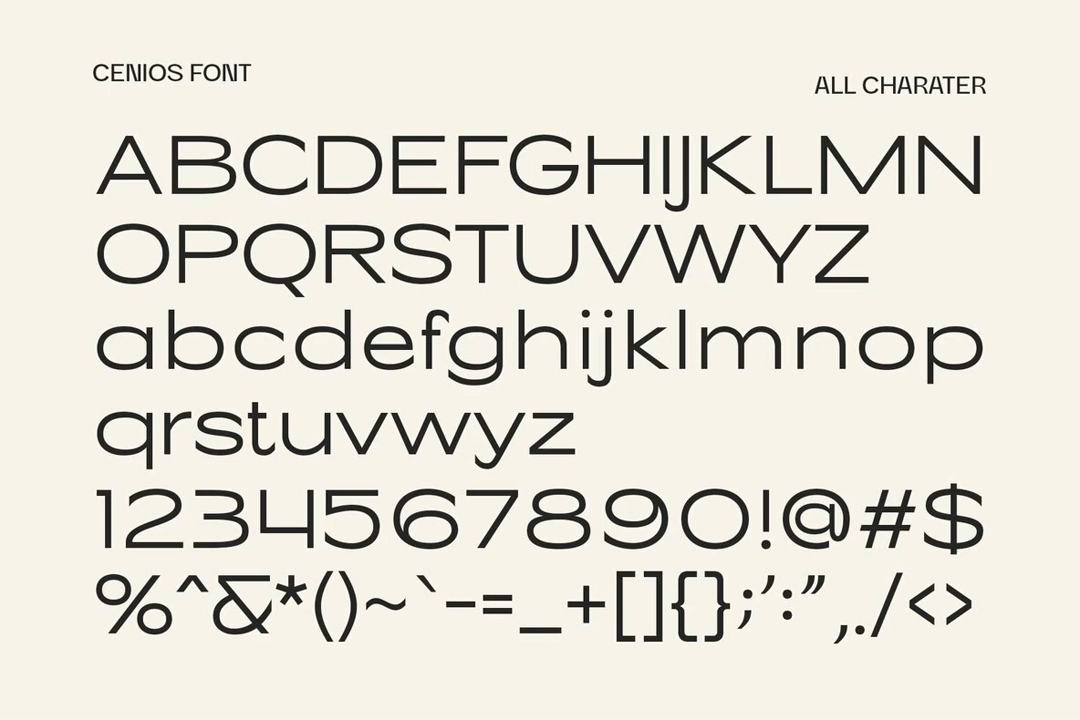 CENIOS FONT
ALL CHARATER
ABCDEFGHIJKLMN
OPQRSTUVWYZ
abcdefghijklmnop
qrstuvwyz
1234567890!@#$
%^&*()~`-=_+[]{};’:”,./<>